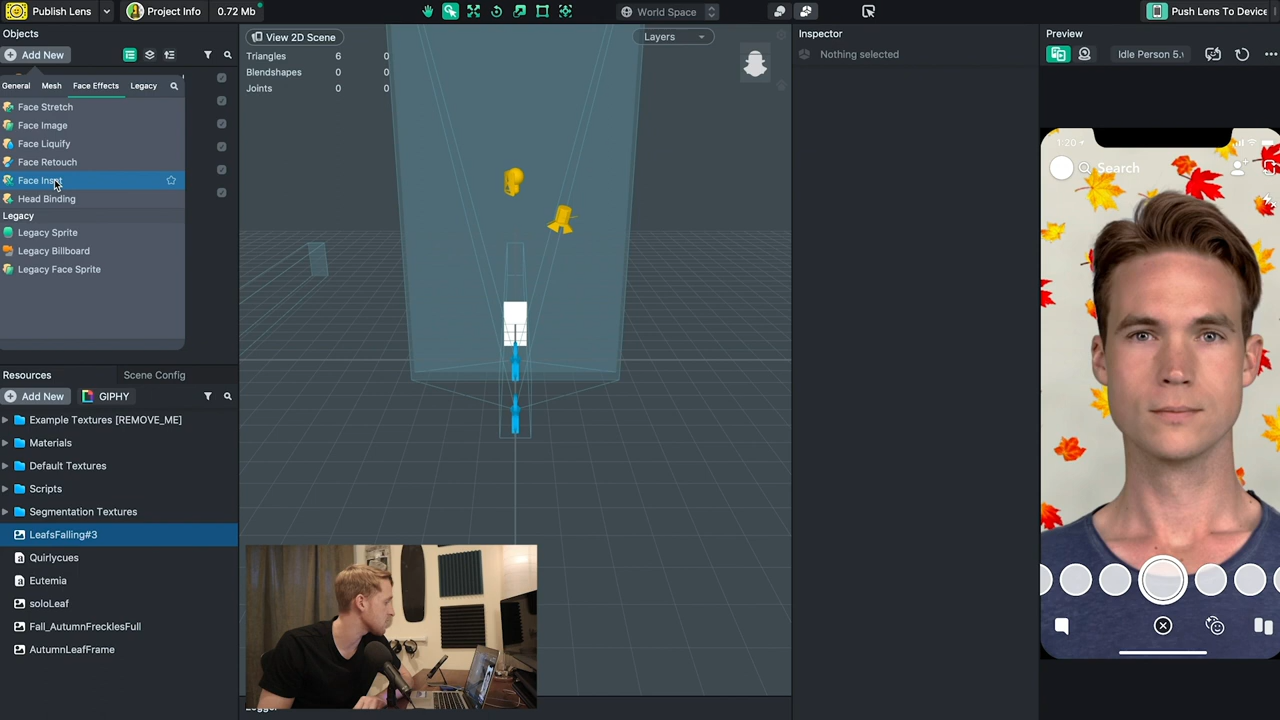 Publish Lens
Project Info
0.72 Mb
World Space
Push Lens To Device
Objects
Add New
General
Mesh
Face Effects
Legacy
Face Stretch
Face Image
Face Liquify
Face Retouch
Face Inset
Head Binding
Legacy
Legacy Sprite
Legacy Billboard
Legacy Face Sprite
View 2D Scene
Layers
Triangles 6 0
Blendshapes 0 0
Joints 0 0
Inspector
Nothing selected
Preview
Idle Person 5.
1:20
Search
Resources
Scene Config
Add New
GIPHY
Example Textures [REMOVE_ME]
Materials
Default Textures
Scripts
Segmentation Textures
LeafsFalling#3
Quirlycues
Eutemia
soloLeaf
Fall_AutumnFrecklesFull
AutumnLeafFrame
Logger